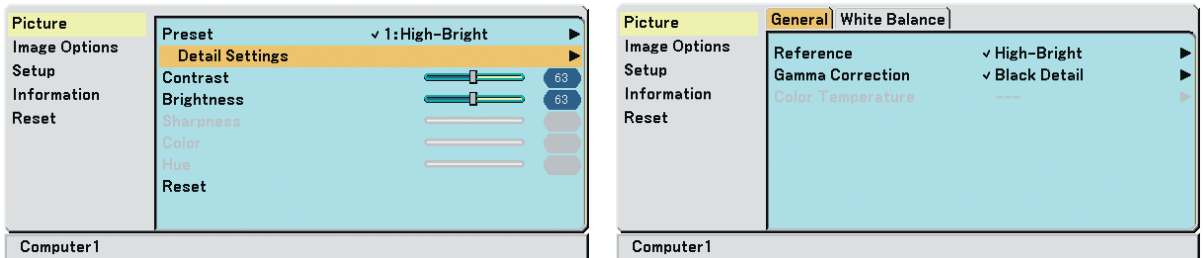 Picture
Image Options
Setup
Information
Reset
Preset ✓ 1:High-Bright ▶
Detail Settings ▶
Contrast 63
Brightness 63
Sharpness
Color
Hue
Reset
Computer1
Picture
Image Options
Setup
Information
Reset
General White Balance
Reference ✓ High-Bright ▶
Gamma Correction ✓ Black Detail ▶
Color Temperature --- ▶
Computer1